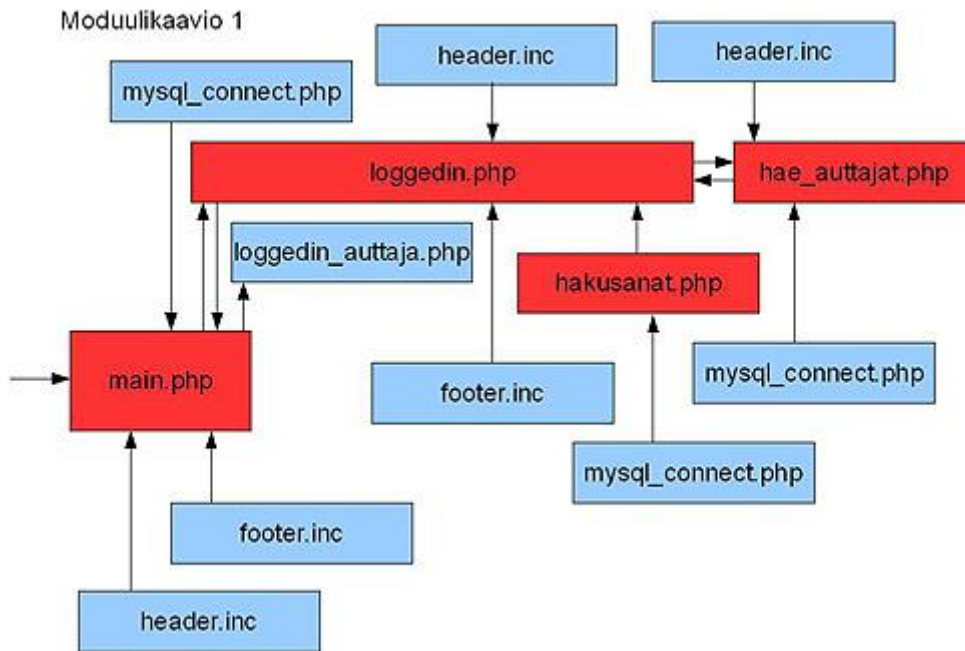 Moduulikaavio 1
header.inc
header.inc
mysql_connect.php
loggedin.php
hae_auttajat.php
loggedin_auttaja.php
hakusanat.php
main.php
mysql_connect.php
footer.inc
mysql_connect.php
footer.inc
header.inc